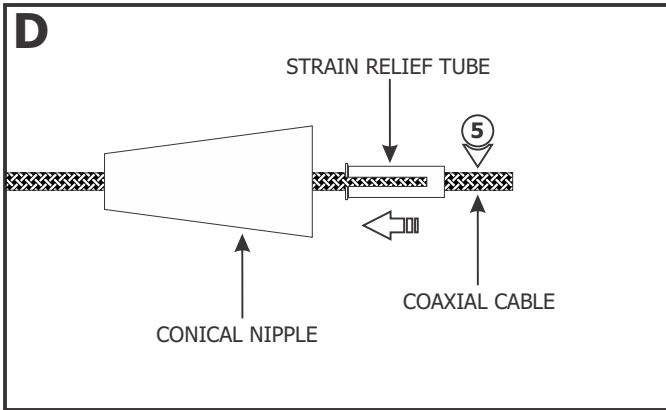 D
STRAIN RELIEF TUBE
5
COAXIAL CABLE
CONICAL NIPPLE